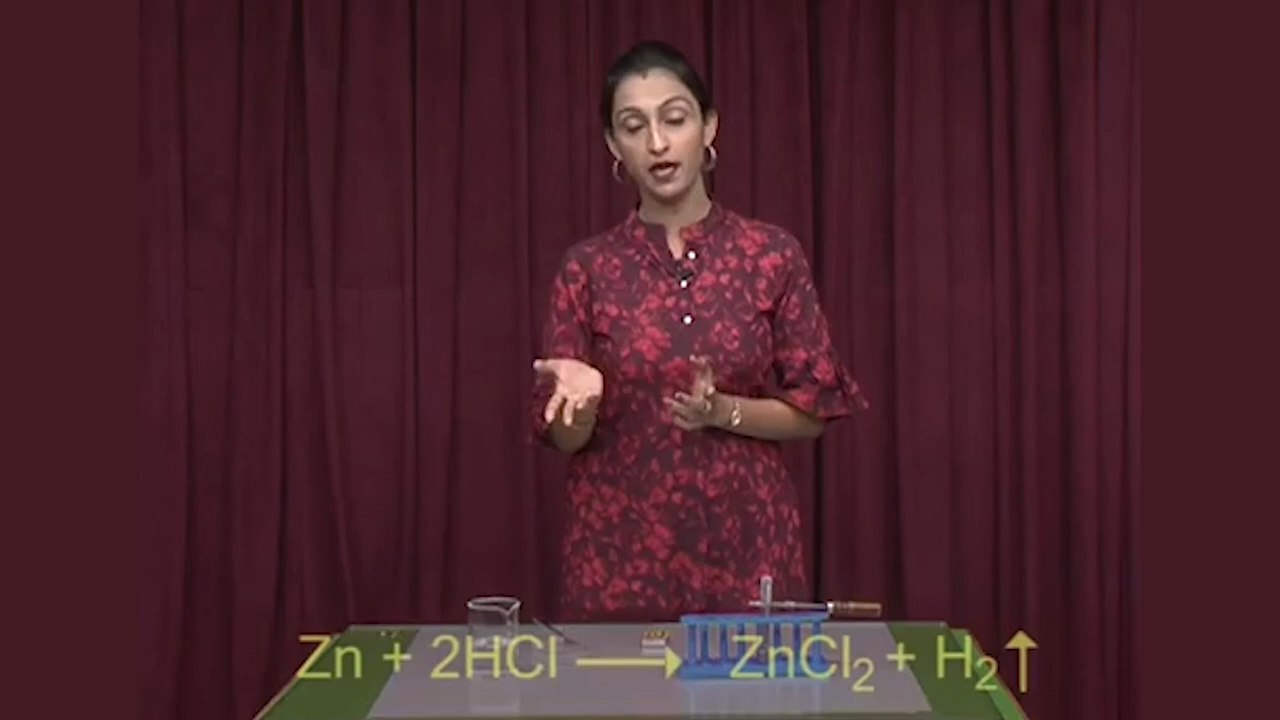 Zn + 2HCl ⟶ ZnCl₂ + H₂↑